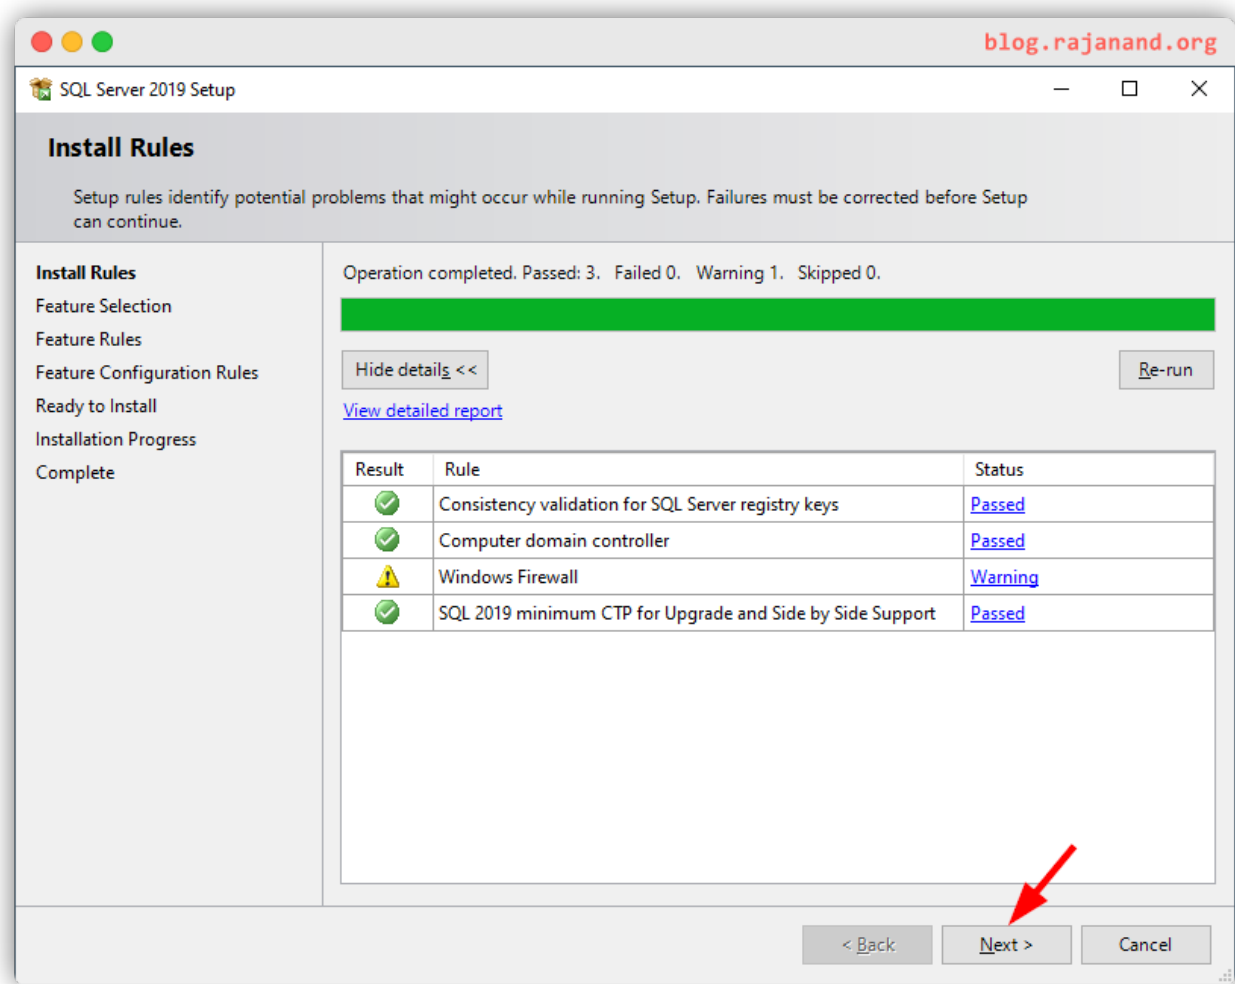 blog.rajanand.org
SQL Server 2019 Setup
Install Rules
Setup rules identify potential problems that might occur while running Setup. Failures must be corrected before Setup
can continue.
Install Rules
Feature Selection
Feature Rules
Feature Configuration Rules
Ready to Install
Installation Progress
Complete
Operation completed. Passed: 3.   Failed 0.   Warning 1.   Skipped 0.
Hide details <<
Re-run
View detailed report
Result Rule Status
Consistency validation for SQL Server registry keys Passed
Computer domain controller Passed
Windows Firewall Warning
SQL 2019 minimum CTP for Upgrade and Side by Side Support Passed
< Back Next > Cancel